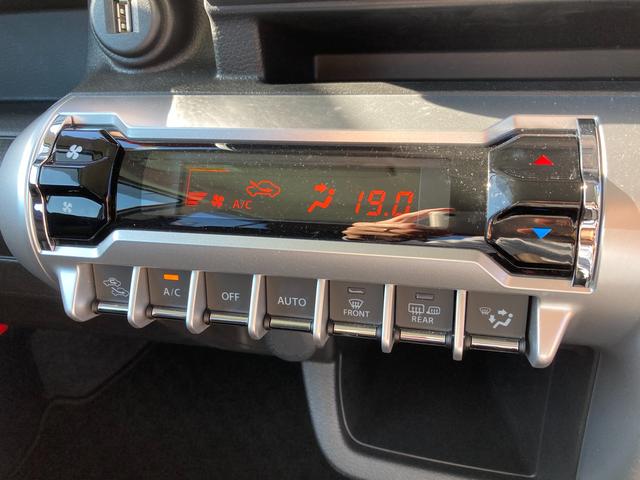 A/C 19.0
A/C OFF AUTO FRONT REAR